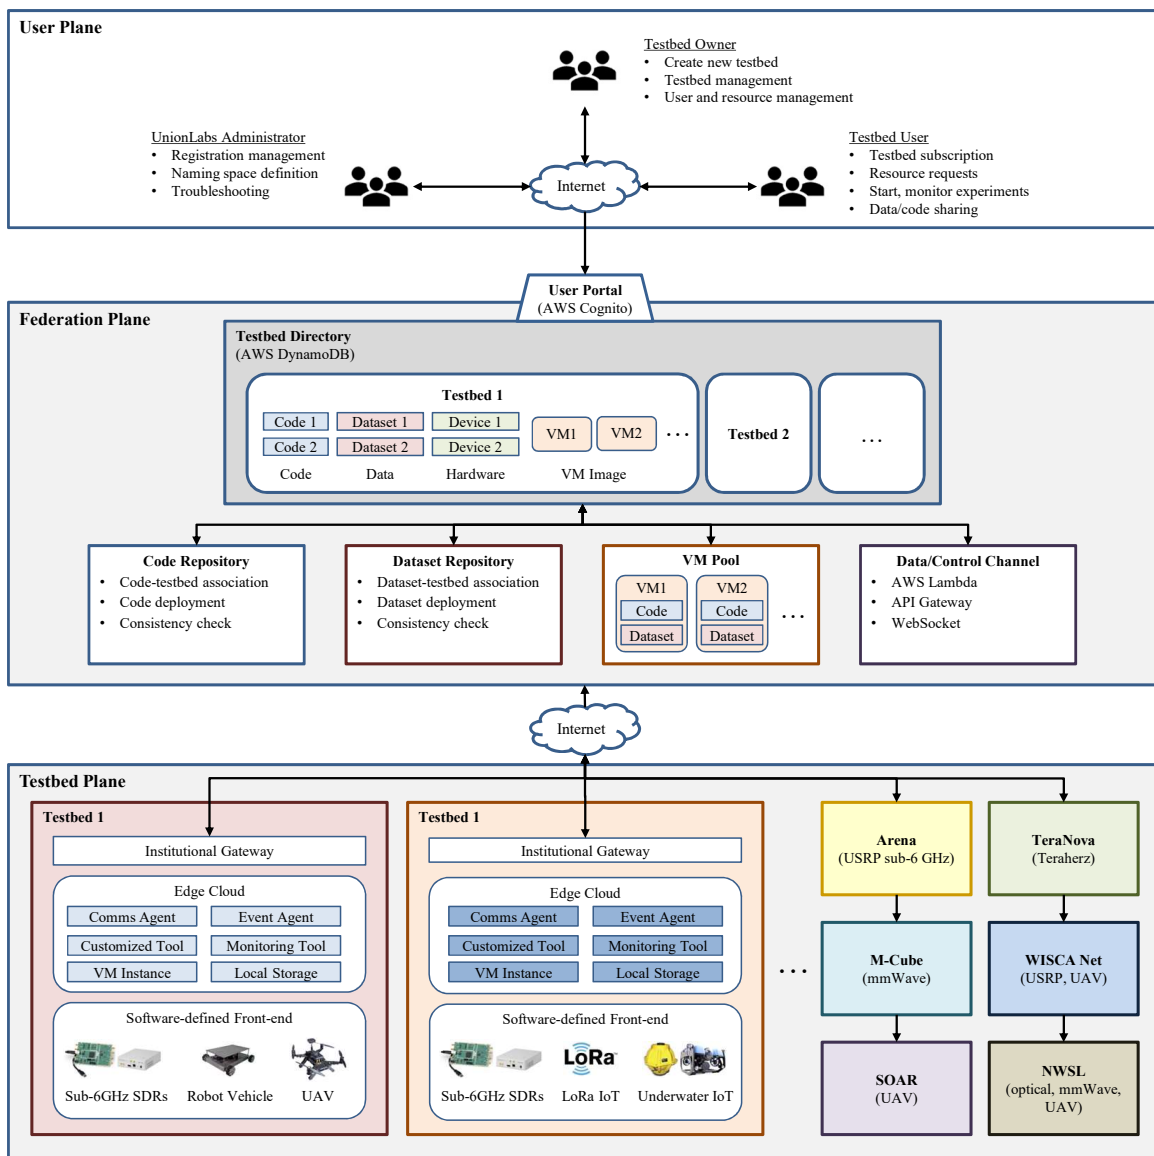 User Plane
Testbed Owner
• Create new testbed
• Testbed management
• User and resource management
UnionLabs Administrator
• Registration management
• Naming space definition
• Troubleshooting
Internet
Testbed User
• Testbed subscription
• Resource requests
• Start, monitor experiments
• Data/code sharing
User Portal
(AWS Cognito)
Federation Plane
Testbed Directory
(AWS DynamoDB)
Testbed 1
Code 1 Dataset 1 Device 1
Code 2 Dataset 2 Device 2
VM1 VM2 ...
Code Data Hardware VM Image
Testbed 2
...
Code Repository
• Code-testbed association
• Code deployment
• Consistency check
Dataset Repository
• Dataset-testbed association
• Dataset deployment
• Consistency check
VM Pool
VM1 VM2
Code Code
Dataset Dataset
...
Data/Control Channel
• AWS Lambda
• API Gateway
• WebSocket
Internet
Testbed Plane
Testbed 1
Institutional Gateway
Edge Cloud
Comms Agent Event Agent
Customized Tool Monitoring Tool
VM Instance Local Storage
Software-defined Front-end
Sub-6GHz SDRs Robot Vehicle UAV
Testbed 1
Institutional Gateway
Edge Cloud
Comms Agent Event Agent
Customized Tool Monitoring Tool
VM Instance Local Storage
Software-defined Front-end
LoRa™
Sub-6GHz SDRs LoRa IoT Underwater IoT
...
Arena
(USRP sub-6 GHz)
M-Cube
(mmWave)
SOAR
(UAV)
TeraNova
(Teraherz)
WISCA Net
(USRP, UAV)
NWSL
(optical, mmWave,
UAV)